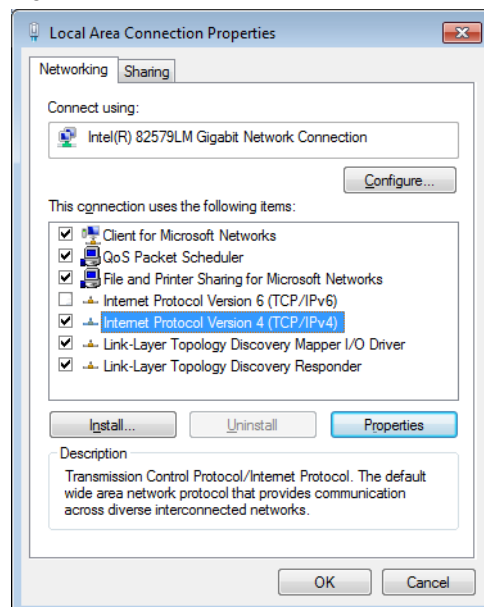 Local Area Connection Properties
Networking Sharing
Connect using:
Intel(R) 82579LM Gigabit Network Connection
Configure...
This connection uses the following items:
Client for Microsoft Networks
QoS Packet Scheduler
File and Printer Sharing for Microsoft Networks
Internet Protocol Version 6 (TCP/IPv6)
Internet Protocol Version 4 (TCP/IPv4)
Link-Layer Topology Discovery Mapper I/O Driver
Link-Layer Topology Discovery Responder
Install... Uninstall Properties
Description
Transmission Control Protocol/Internet Protocol. The default
wide area network protocol that provides communication
across diverse interconnected networks.
OK Cancel